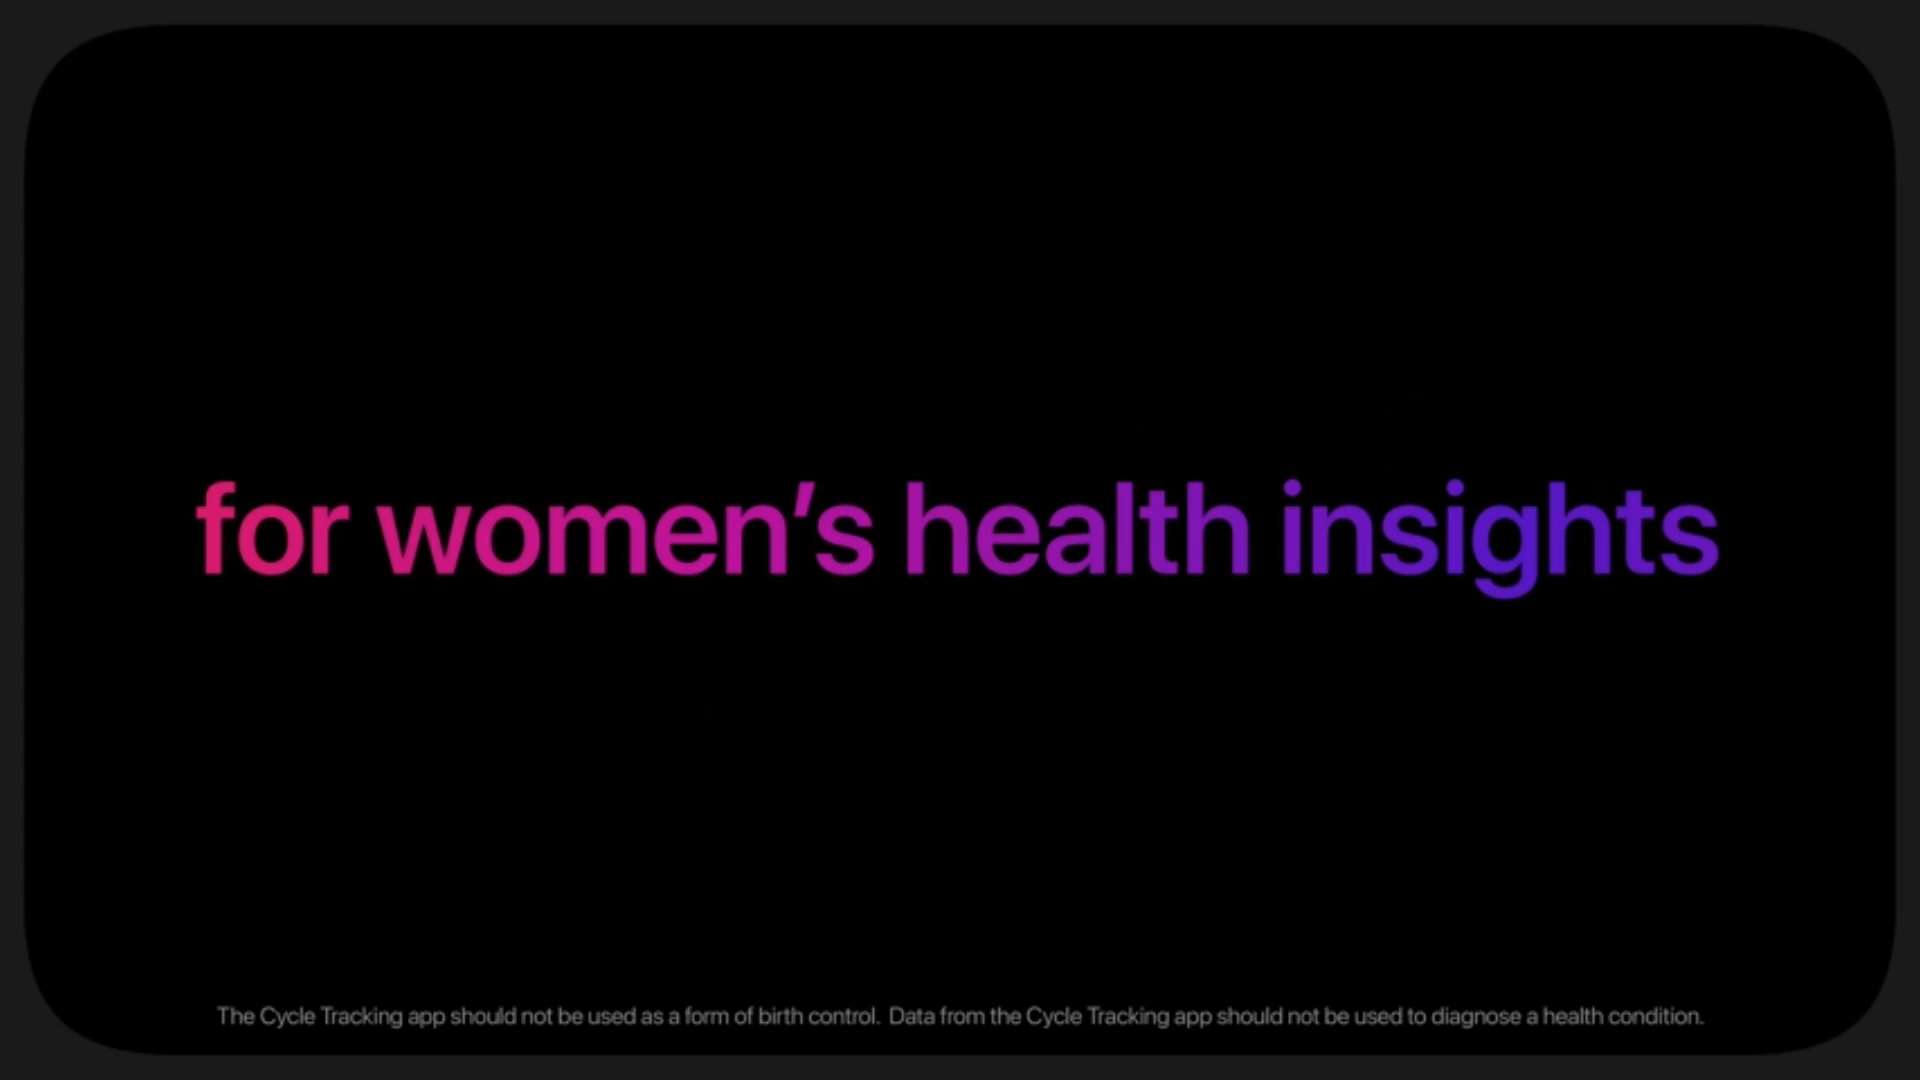 for women’s health insights
The Cycle Tracking app should not be used as a form of birth control. Data from the Cycle Tracking app should not be used to diagnose a health condition.